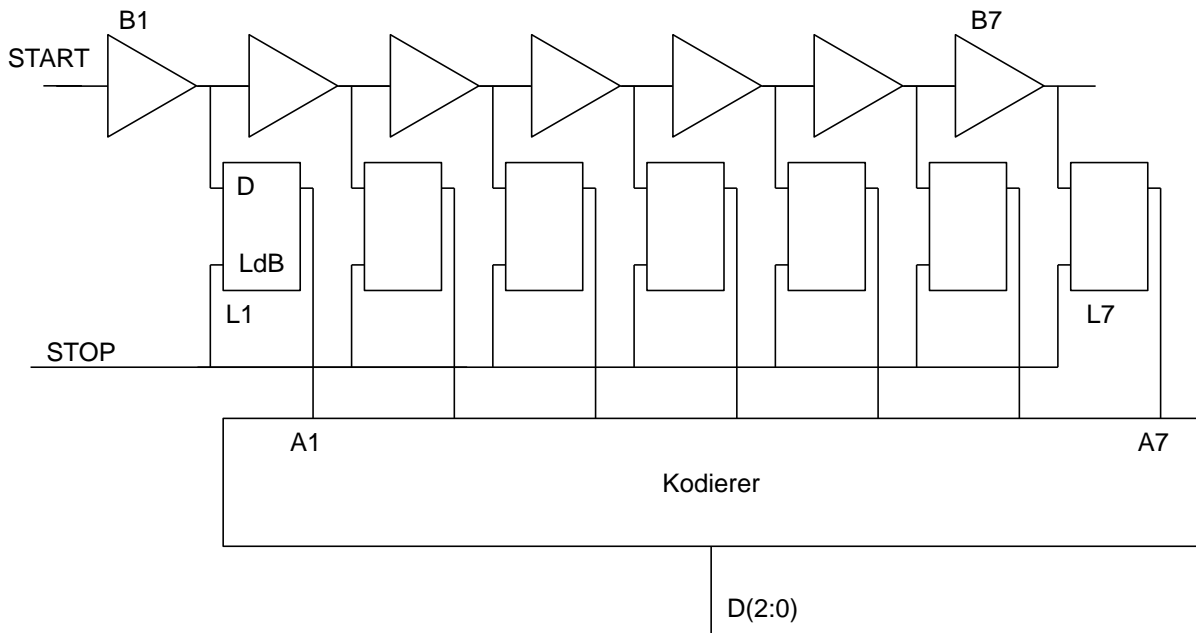 B1
B7
START
D
LdB
L1
L7
STOP
A1
A7
Kodierer
D(2:0)